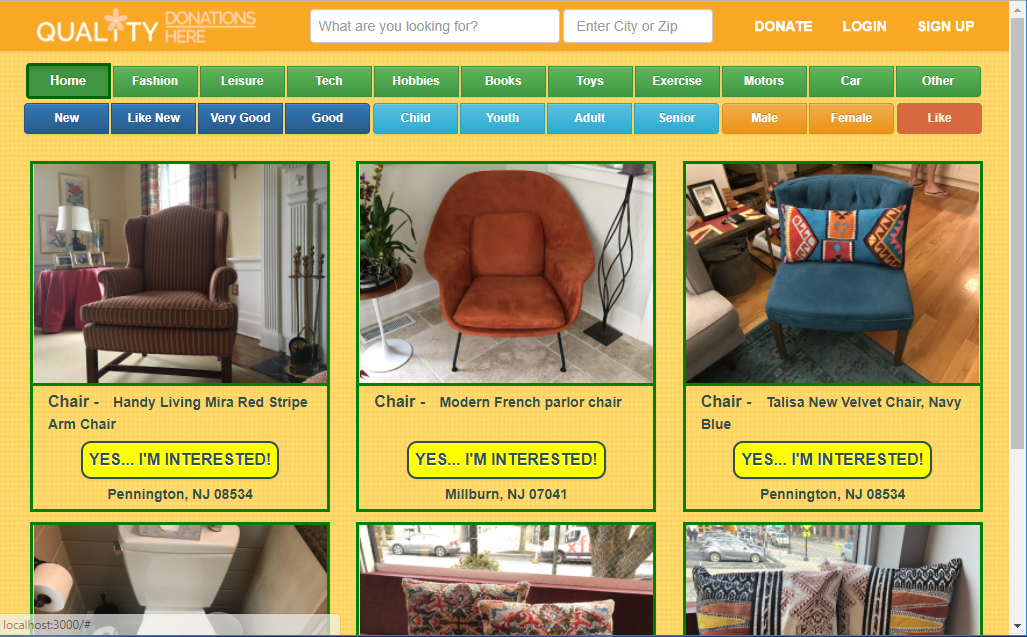 QUALITY DONATIONS HERE
What are you looking for?
Enter City or Zip
DONATE
LOGIN
SIGN UP
Home
Fashion
Leisure
Tech
Hobbies
Books
Toys
Exercise
Motors
Car
Other
New
Like New
Very Good
Good
Child
Youth
Adult
Senior
Male
Female
Like
Chair - Handy Living Mira Red Stripe
Arm Chair
YES... I'M INTERESTED!
Pennington, NJ 08534
Chair - Modern French parlor chair
YES... I'M INTERESTED!
Millburn, NJ 07041
Chair - Talisa New Velvet Chair, Navy
Blue
YES... I'M INTERESTED!
Pennington, NJ 08534
localhost:3000/#